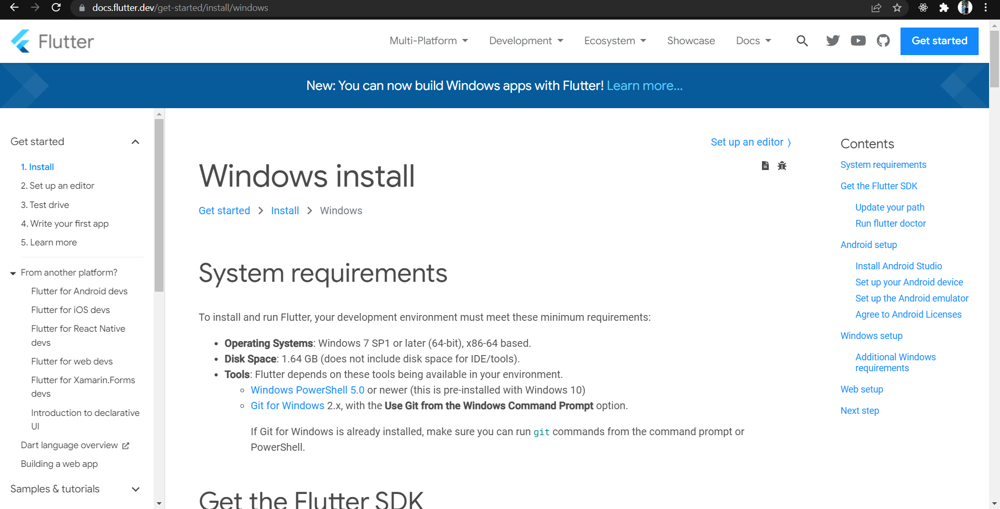 docs.flutter.dev/get-started/install/windows
Flutter
Multi-Platform
Development
Ecosystem
Showcase
Docs
Get started
New: You can now build Windows apps with Flutter! Learn more...
Get started
1. Install
2. Set up an editor
3. Test drive
4. Write your first app
5. Learn more
From another platform?
Flutter for Android devs
Flutter for iOS devs
Flutter for React Native
devs
Flutter for web devs
Flutter for Xamarin.Forms
devs
Introduction to declarative
UI
Dart language overview
Building a web app
Samples & tutorials
Set up an editor
Windows install
Get started
Install
Windows
System requirements
To install and run Flutter, your development environment must meet these minimum requirements:
• Operating Systems: Windows 7 SP1 or later (64-bit), x86-64 based.
• Disk Space: 1.64 GB (does not include disk space for IDE/tools).
• Tools: Flutter depends on these tools being available in your environment.
◦ Windows PowerShell 5.0 or newer (this is pre-installed with Windows 10)
◦ Git for Windows 2.x, with the Use Git from the Windows Command Prompt option.
If Git for Windows is already installed, make sure you can run git commands from the command prompt or
PowerShell.
Get the Flutter SDK
Contents
System requirements
Get the Flutter SDK
Update your path
Run flutter doctor
Android setup
Install Android Studio
Set up your Android device
Set up the Android emulator
Agree to Android Licenses
Windows setup
Additional Windows
requirements
Web setup
Next step